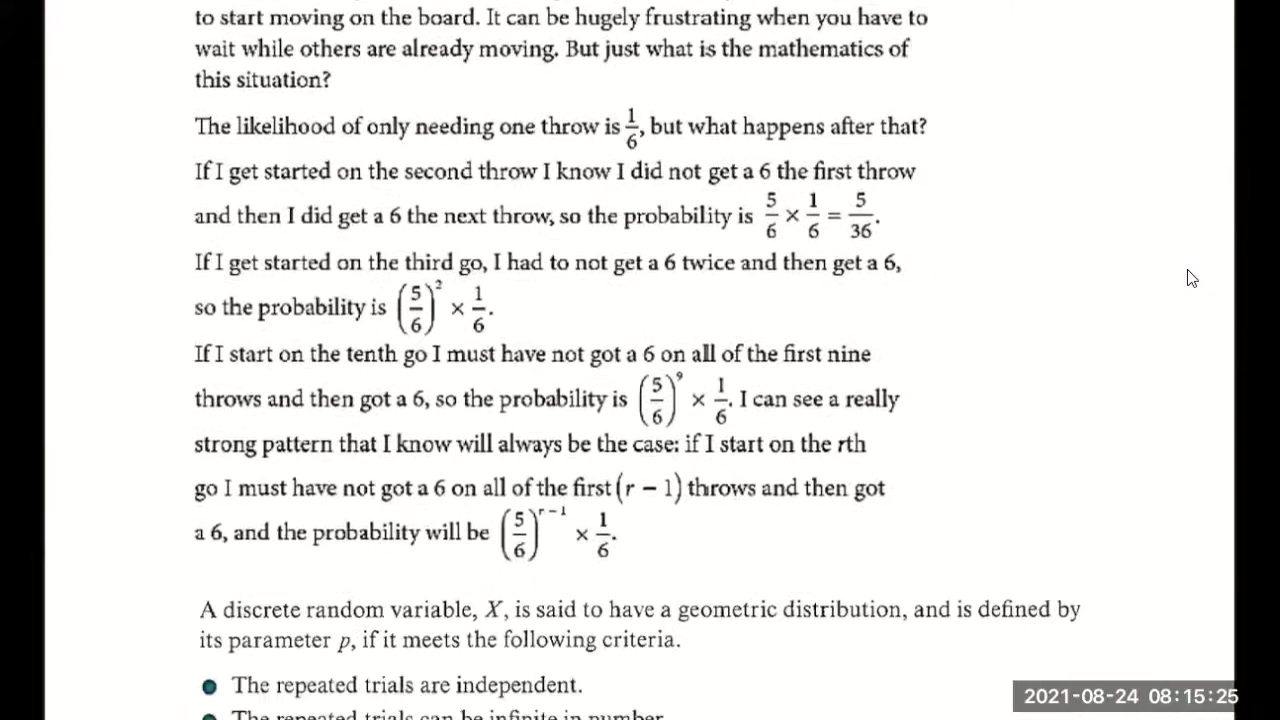 to start moving on the board. It can be hugely frustrating when you have to
wait while others are already moving. But just what is the mathematics of
this situation?
The likelihood of only needing one throw is 1/6, but what happens after that?
If I get started on the second throw I know I did not get a 6 the first throw
and then I did get a 6 the next throw, so the probability is 5/6 × 1/6 = 5/36.
If I get started on the third go, I had to not get a 6 twice and then get a 6,
so the probability is (5/6)^2 × 1/6.
If I start on the tenth go I must have not got a 6 on all of the first nine
throws and then got a 6, so the probability is (5/6)^9 × 1/6. I can see a really
strong pattern that I know will always be the case: if I start on the rth
go I must have not got a 6 on all of the first (r − 1) throws and then got
a 6, and the probability will be (5/6)^(r−1) × 1/6.
A discrete random variable, X, is said to have a geometric distribution, and is defined by
its parameter p, if it meets the following criteria.
● The repeated trials are independent.
● The repeated trials can be infinite in number.
2021-08-24 08:15:25